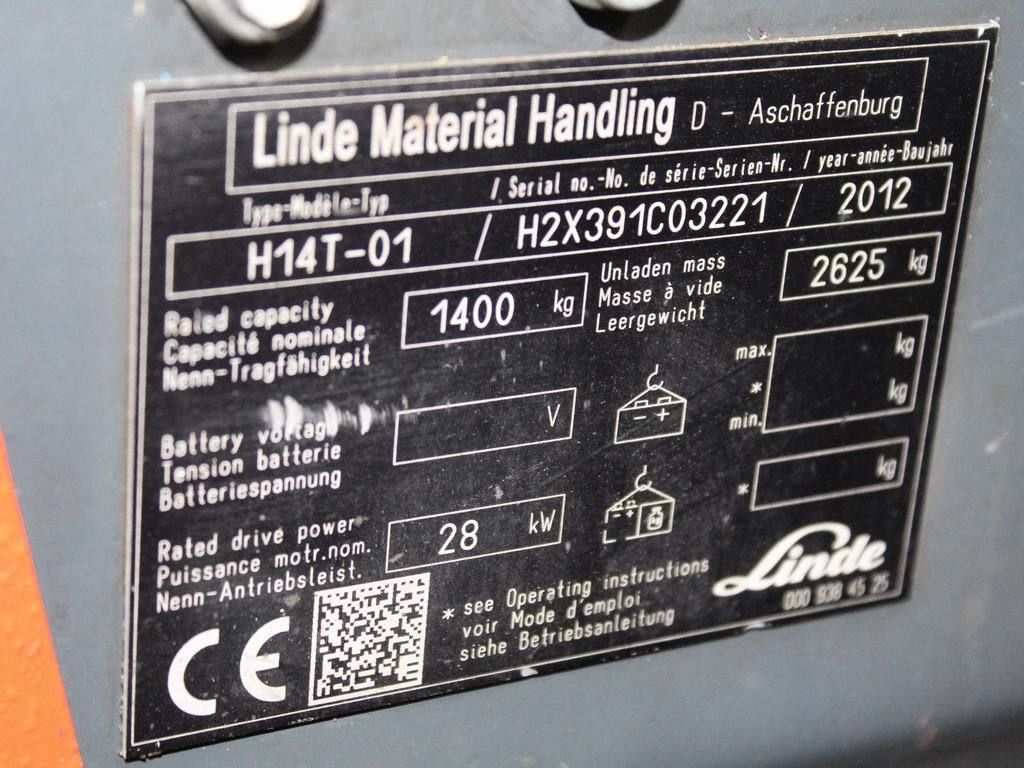 Linde Material Handling D - Aschaffenburg
Type-Modèle-Typ / Serial no.-No. de série-Serien-Nr. / year-année-Baujahr
H14T-01 / H2X391C03221 / 2012
Rated capacity
Capacité nominale
Nenn-Tragfähigkeit
1400 kg
Unladen mass
Masse à vide
Leergewicht
2625 kg
Battery voltage
Tension batterie
Batteriespannung
V
- +
max.
*
min.
kg
kg
Rated drive power
Puissance motr.nom.
Nenn-Antriebsleist.
28 kW
- +
kg
* kg
CE
* see Operating instructions
voir Mode d'emploi
siehe Betriebsanleitung
Linde
000 938 45 25